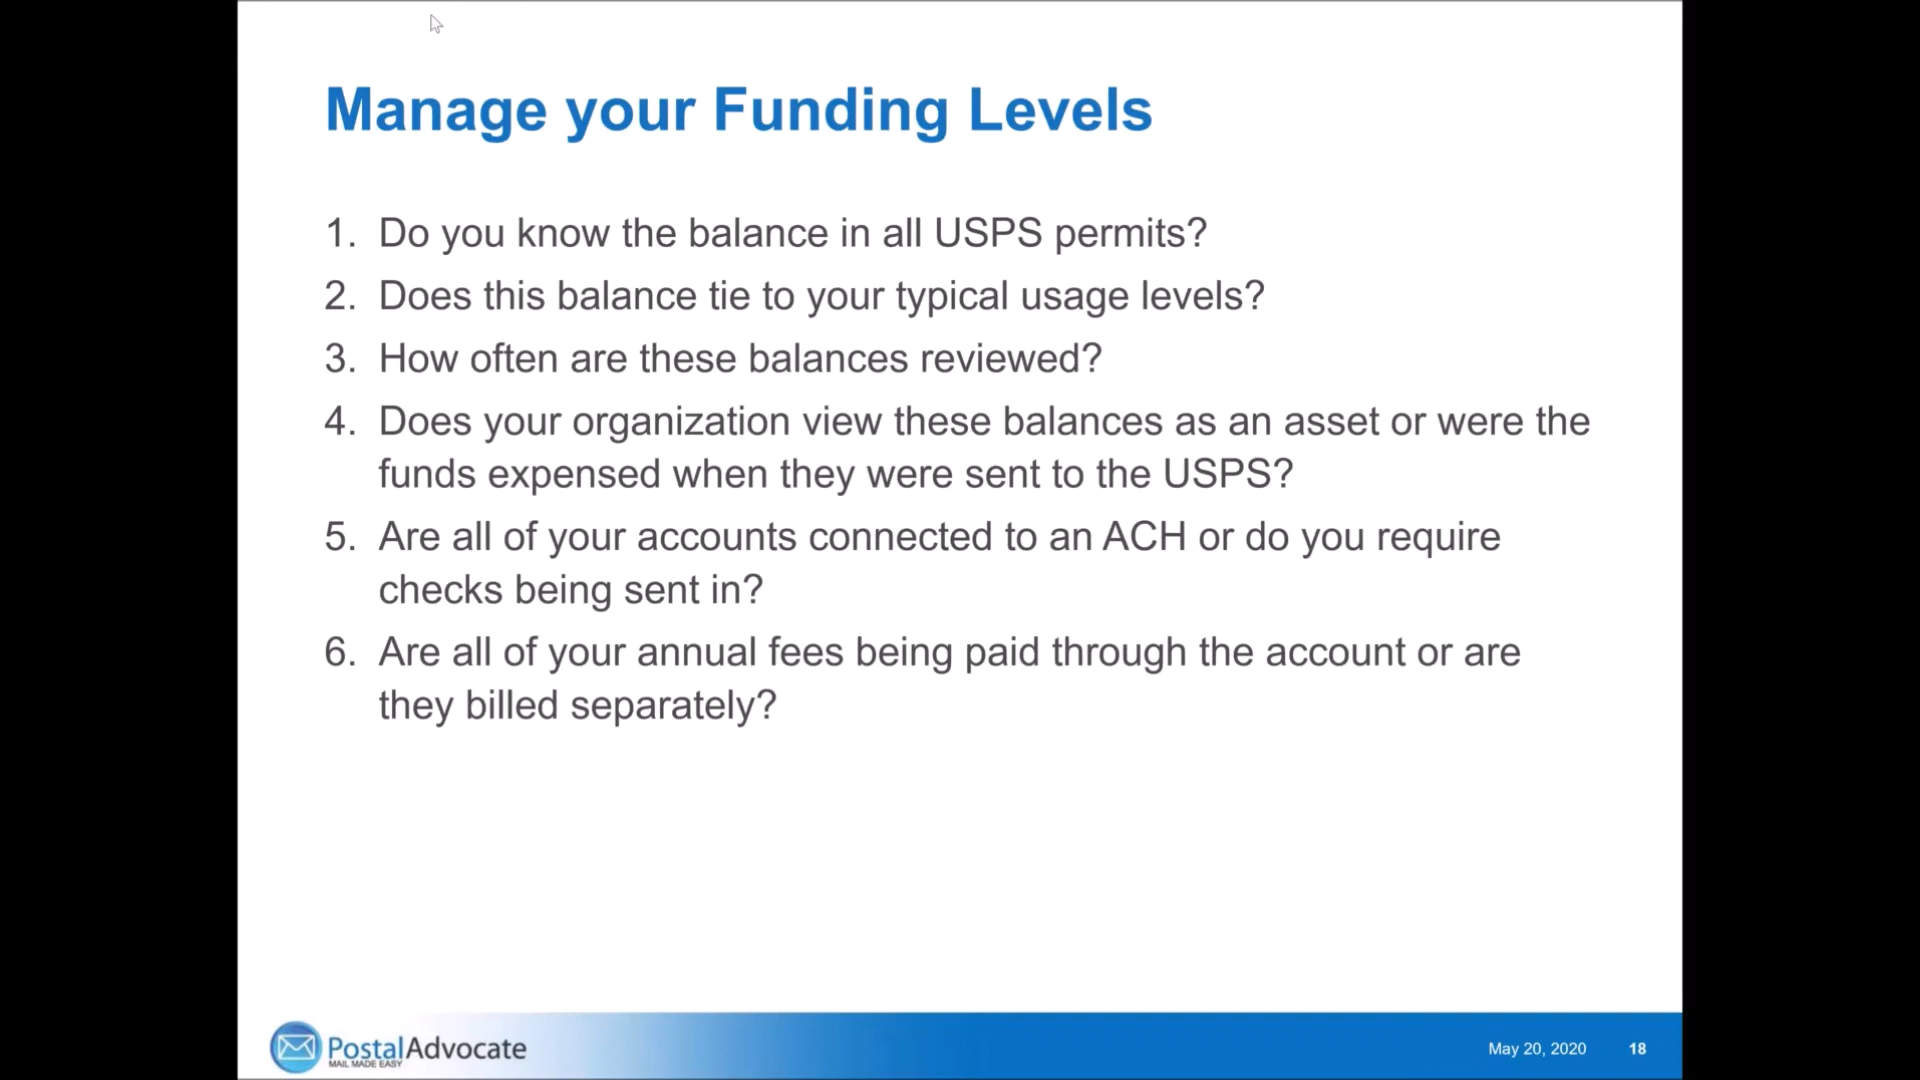 Manage your Funding Levels
1. Do you know the balance in all USPS permits?
2. Does this balance tie to your typical usage levels?
3. How often are these balances reviewed?
4. Does your organization view these balances as an asset or were the
funds expensed when they were sent to the USPS?
5. Are all of your accounts connected to an ACH or do you require
checks being sent in?
6. Are all of your annual fees being paid through the account or are
they billed separately?
PostalAdvocate
MAIL MADE EASY
May 20, 2020 18